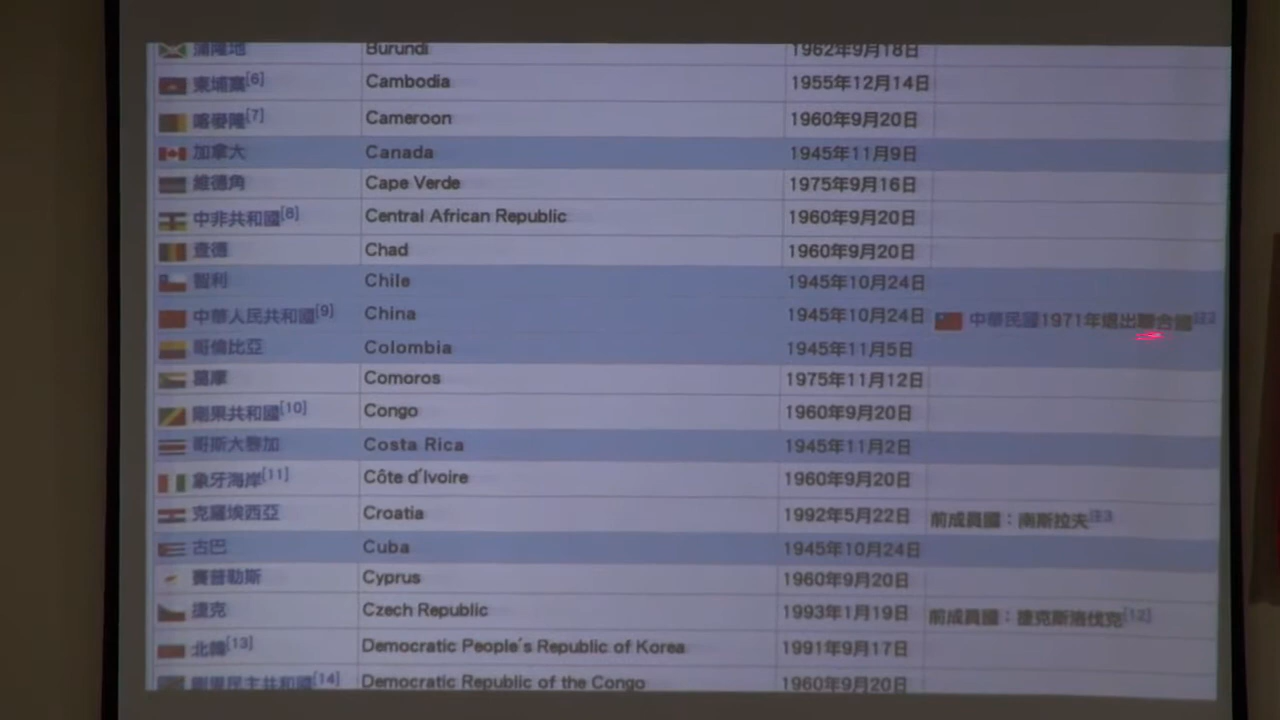 蒲隆地 Burundi 1962年9月18日
柬埔寨[6] Cambodia 1955年12月14日
喀麥隆[7] Cameroon 1960年9月20日
加拿大 Canada 1945年11月9日
維德角 Cape Verde 1975年9月16日
中非共和國[8] Central African Republic 1960年9月20日
查德 Chad 1960年9月20日
智利 Chile 1945年10月24日
中華人民共和國[9] China 1945年10月24日 中華民國1971年退出聯合國註2
哥倫比亞 Colombia 1945年11月5日
葛摩 Comoros 1975年11月12日
剛果共和國[10] Congo 1960年9月20日
哥斯大黎加 Costa Rica 1945年11月2日
象牙海岸[11] Côte d'Ivoire 1960年9月20日
克羅埃西亞 Croatia 1992年5月22日 前成員國：南斯拉夫註3
古巴 Cuba 1945年10月24日
賽普勒斯 Cyprus 1960年9月20日
捷克 Czech Republic 1993年1月19日 前成員國：捷克斯洛伐克[12]
北韓[13] Democratic People's Republic of Korea 1991年9月17日
剛果民主共和國[14] Democratic Republic of the Congo 1960年9月20日